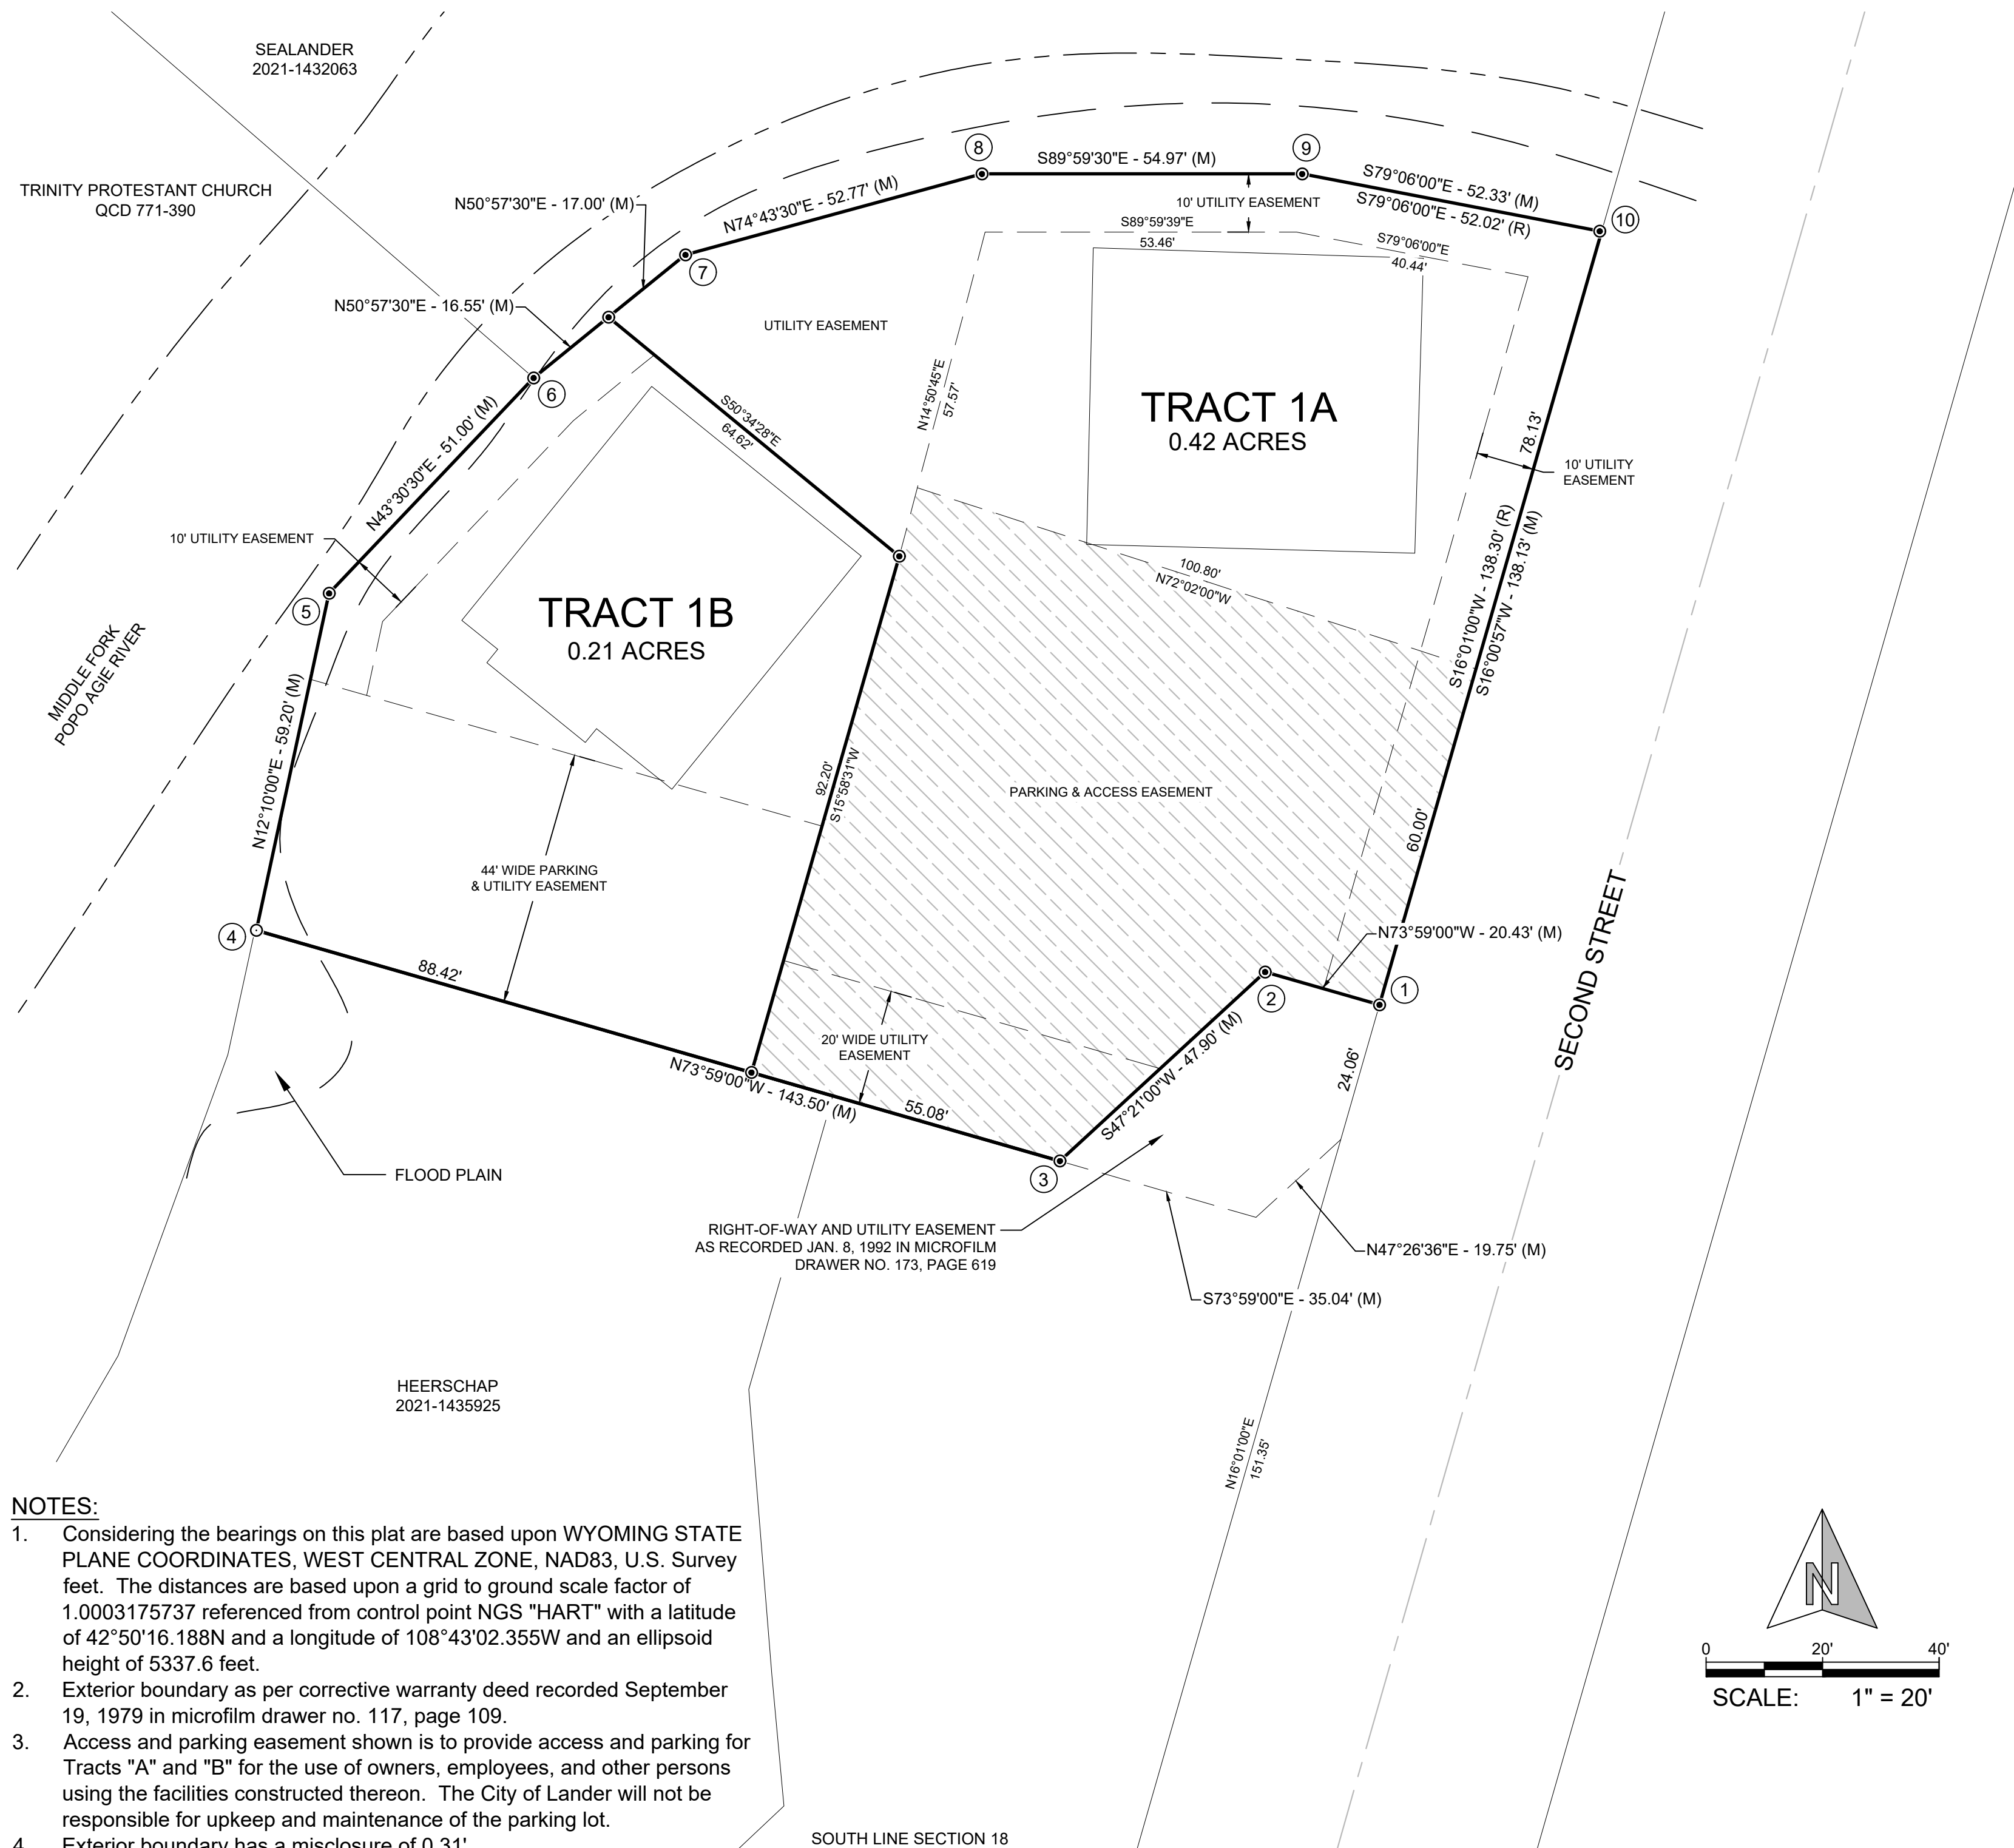 SEALANDER
2021-1432063
TRINITY PROTESTANT CHURCH
QCD 771-390
8
S89°59'30"E - 54.97' (M)
9
S79°06'00"E - 52.33' (M)
S79°06'00"E - 52.02' (R)
10
N50°57'30"E - 17.00' (M)
N74°43'30"E - 52.77' (M)
10' UTILITY EASEMENT
S89°59'39"E
53.46'
S79°06'00"E
40.44'
7
N50°57'30"E - 16.55' (M)
UTILITY EASEMENT
6
N43°30'30"E - 51.00' (M)
S50°34'28"E
64.62'
N14°50'45"E
57.57'
TRACT 1A
0.42 ACRES
78.13'
10' UTILITY
EASEMENT
10' UTILITY EASEMENT
5
TRACT 1B
0.21 ACRES
100.80'
N72°02'00"W
S16°01'00"W - 138.30' (R)
S16°00'57"W - 138.13' (M)
MIDDLE FORK
POPO AGIE RIVER
N12°10'00"E - 59.20' (M)
92.20'
S15°58'31"W
PARKING & ACCESS EASEMENT
60.00'
44' WIDE PARKING
& UTILITY EASEMENT
4
88.42'
N73°59'00"W - 20.43' (M)
SECOND STREET
2
1
20' WIDE UTILITY
EASEMENT
S47°21'00"W - 47.90' (M)
24.06'
N73°59'00"W - 143.50' (M)
55.08'
3
FLOOD PLAIN
RIGHT-OF-WAY AND UTILITY EASEMENT
AS RECORDED JAN. 8, 1992 IN MICROFILM
DRAWER NO. 173, PAGE 619
N47°26'36"E - 19.75' (M)
S73°59'00"E - 35.04' (M)
HEERSCHAP
2021-1435925
N16°01'00"E
151.35'
NOTES:
1. Considering the bearings on this plat are based upon WYOMING STATE
PLANE COORDINATES, WEST CENTRAL ZONE, NAD83, U.S. Survey
feet. The distances are based upon a grid to ground scale factor of
1.0003175737 referenced from control point NGS "HART" with a latitude
of 42°50'16.188N and a longitude of 108°43'02.355W and an ellipsoid
height of 5337.6 feet.
2. Exterior boundary as per corrective warranty deed recorded September
19, 1979 in microfilm drawer no. 117, page 109.
3. Access and parking easement shown is to provide access and parking for
Tracts "A" and "B" for the use of owners, employees, and other persons
using the facilities constructed thereon. The City of Lander will not be
responsible for upkeep and maintenance of the parking lot.
4. Exterior boundary has a misclosure of 0.31'
SOUTH LINE SECTION 18
N
0 20' 40'
SCALE: 1" = 20'